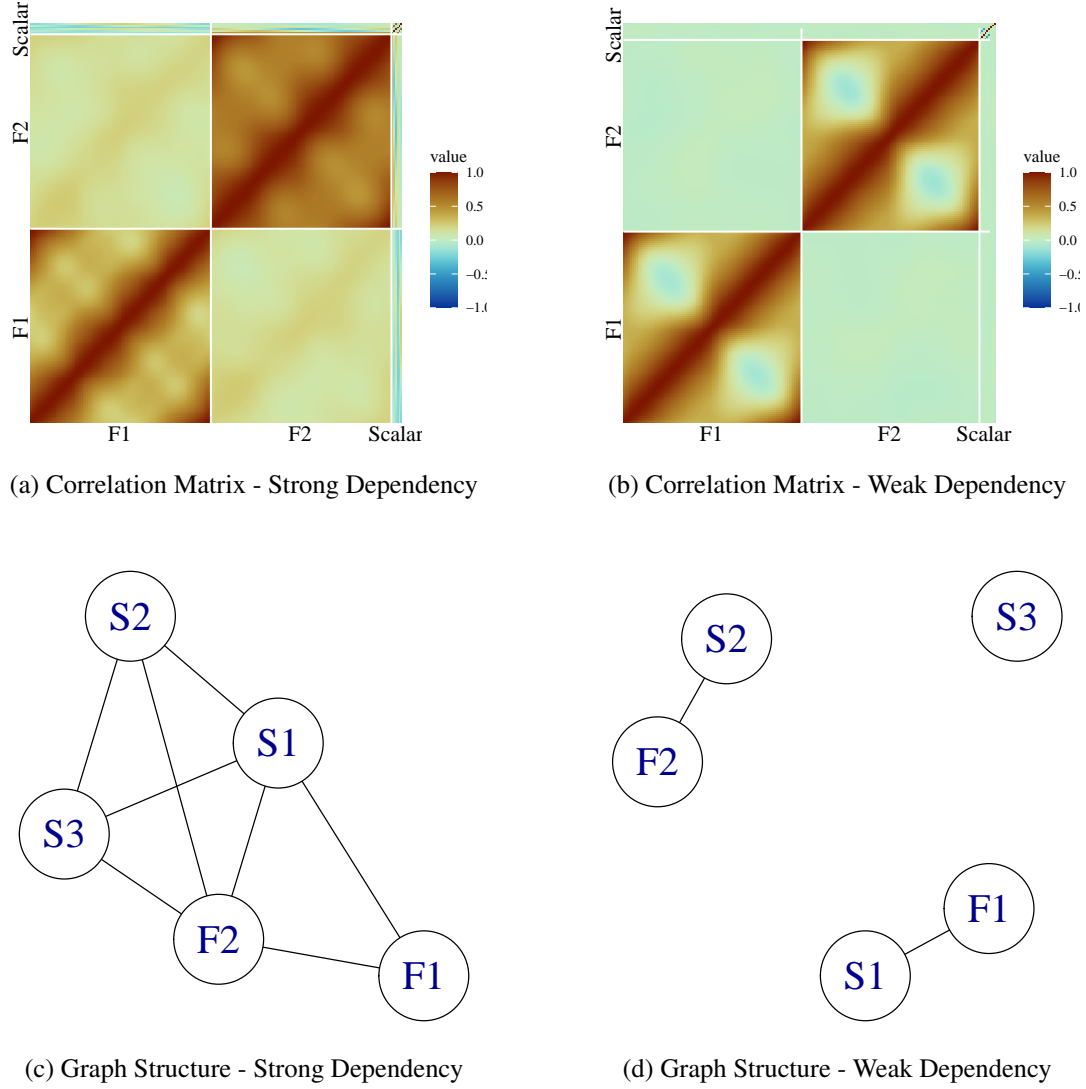 Scalar
F2
F1
F1
F2
Scalar
value
1.0
0.5
0.0
Scalar
F2
F1
F1
F2
Scalar
value
1.0
0.5
0.0
(a) Correlation Matrix - Strong Dependency
(b) Correlation Matrix - Weak Dependency
S2
S1
S3
F2
F1
S2
S3
F2
F1
S1
(c) Graph Structure - Strong Dependency
(d) Graph Structure - Weak Dependency